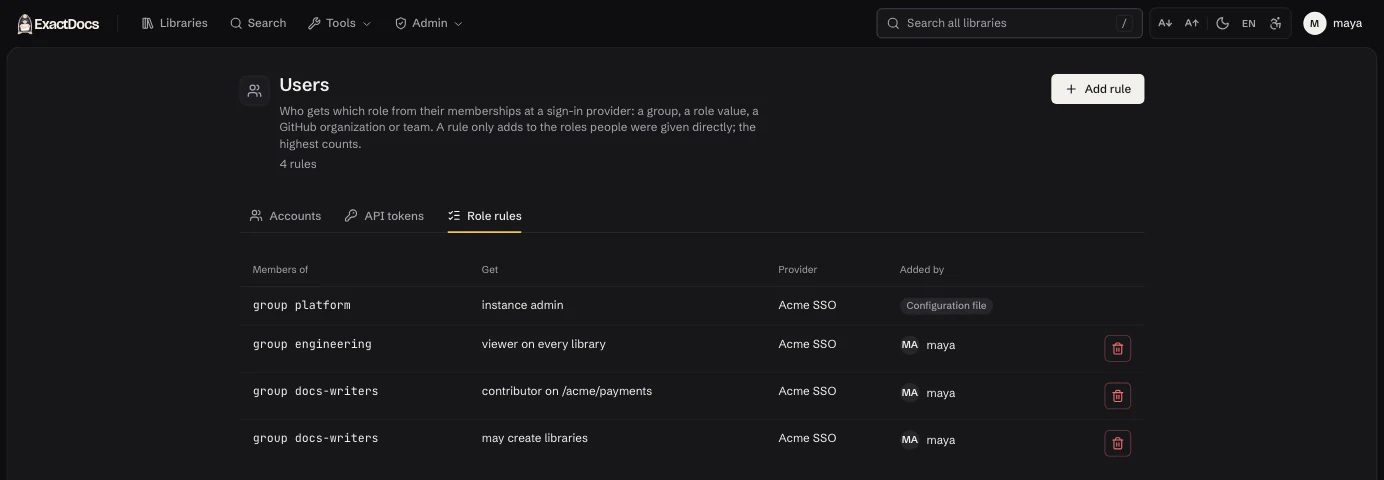 ExactDocs
Libraries
Search
Tools
Admin
Search all libraries
/
A↓
A↑
EN
M
maya
Users
Add rule
Who gets which role from their memberships at a sign-in provider: a group, a role value, a
GitHub organization or team. A rule only adds to the roles people were given directly; the
highest counts.
4 rules
Accounts
API tokens
Role rules
Members of Get Provider Added by
group platform instance admin Acme SSO Configuration file
group engineering viewer on every library Acme SSO MA maya
group docs-writers contributor on /acme/payments Acme SSO MA maya
group docs-writers may create libraries Acme SSO MA maya